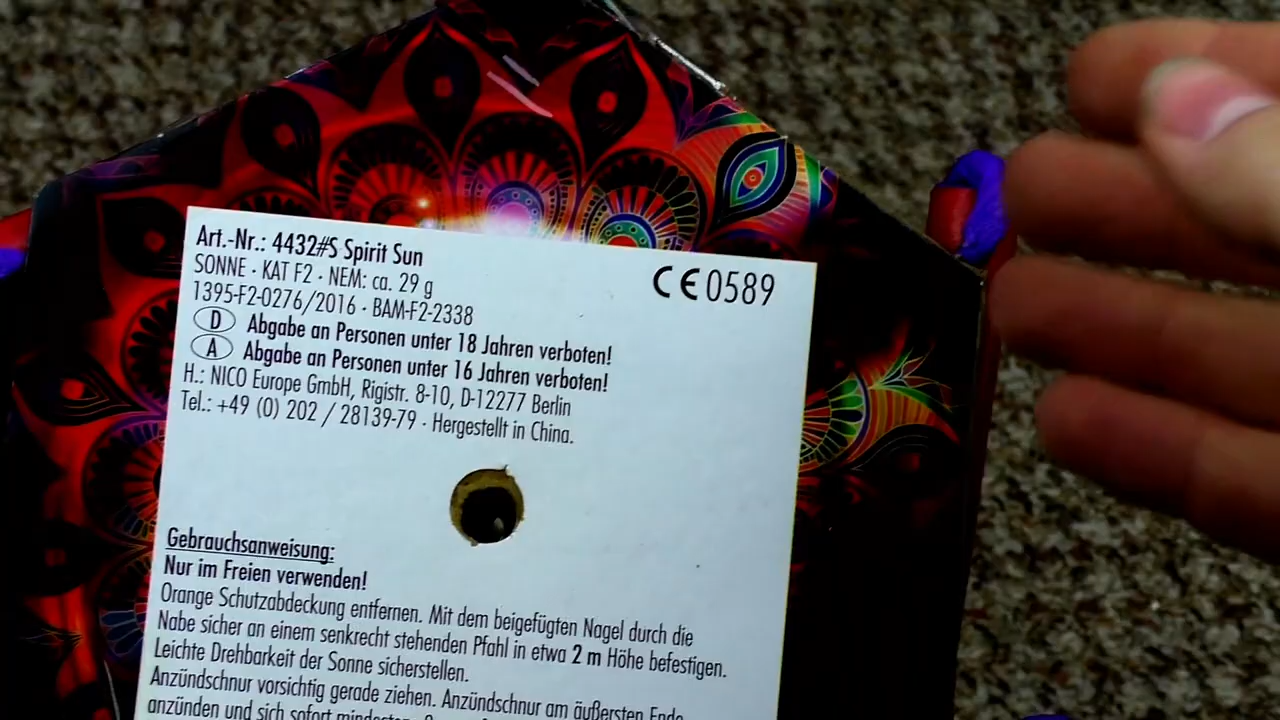 Art.-Nr.: 4432#S Spirit Sun
SONNE · KAT F2 · NEM: ca. 29 g
1395-F2-0276/2016 · BAM-F2-2338
CE0589
D Abgabe an Personen unter 18 Jahren verboten!
A Abgabe an Personen unter 16 Jahren verboten!
H.: NICO Europe GmbH, Rigistr. 8-10, D-12277 Berlin
Tel.: +49 (0) 202 / 28139-79 · Hergestellt in China.
Gebrauchsanweisung:
Nur im Freien verwenden!
Orange Schutzabdeckung entfernen. Mit dem beigefügten Nagel durch die
Nabe sicher an einem senkrecht stehenden Pfahl in etwa 2 m Höhe befestigen.
Leichte Drehbarkeit der Sonne sicherstellen.
Anzündschnur vorsichtig gerade ziehen. Anzündschnur am äußersten Ende
anzünden und sich sofort